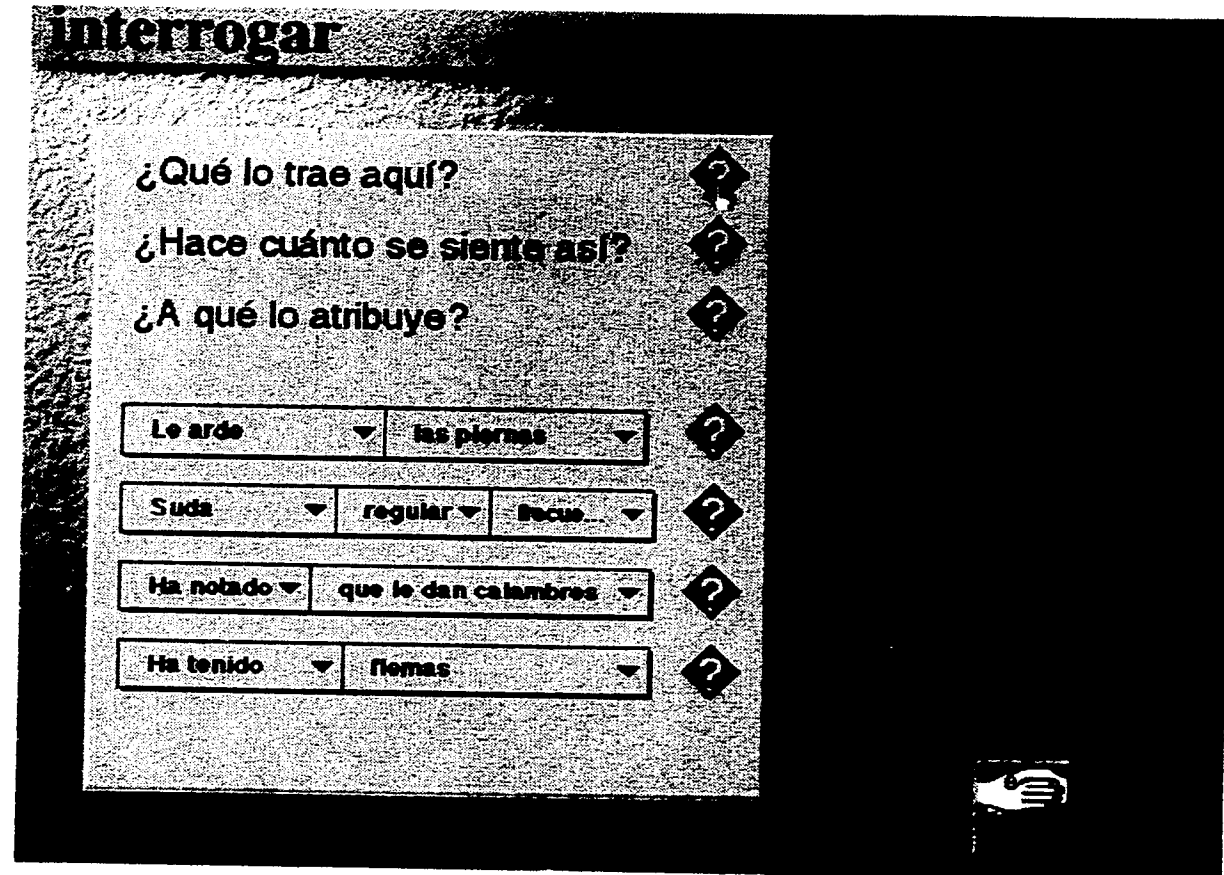 interrogar
¿Qué lo trae aquí? ?
¿Hace cuánto se siente así? ?
¿A qué lo atribuye? ?
Le arde las piernas ?
Suda regular frecue... ?
Ha notado que le dan calambres ?
Ha tenido flemas ?